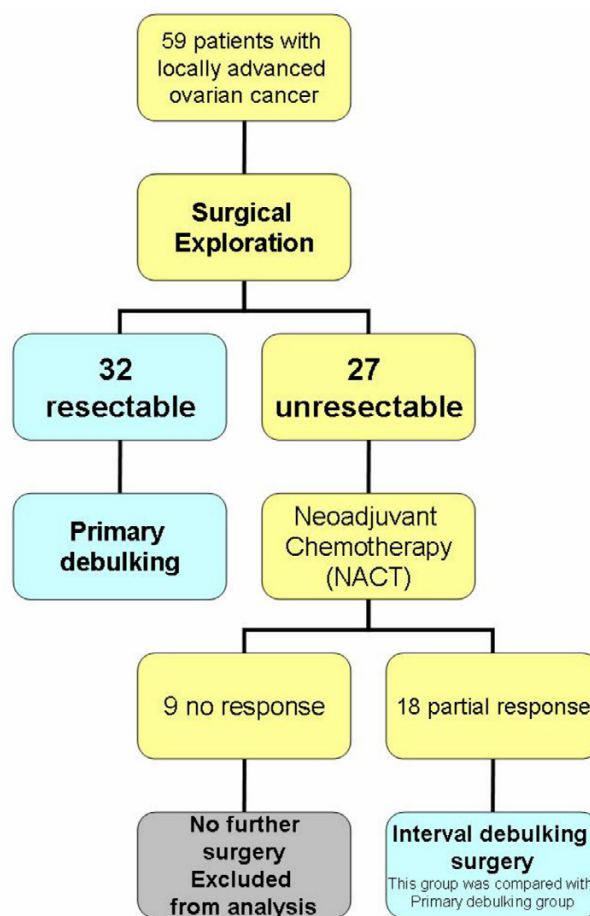 59 patients with
locally advanced
ovarian cancer
Surgical
Exploration
32
resectable
27
unresectable
Primary
debulking
Neoadjuvant
Chemotherapy
(NACT)
9 no response
18 partial response
No further
surgery
Excluded
from analysis
Interval debulking
surgery
This group was compared with
Primary debulking group